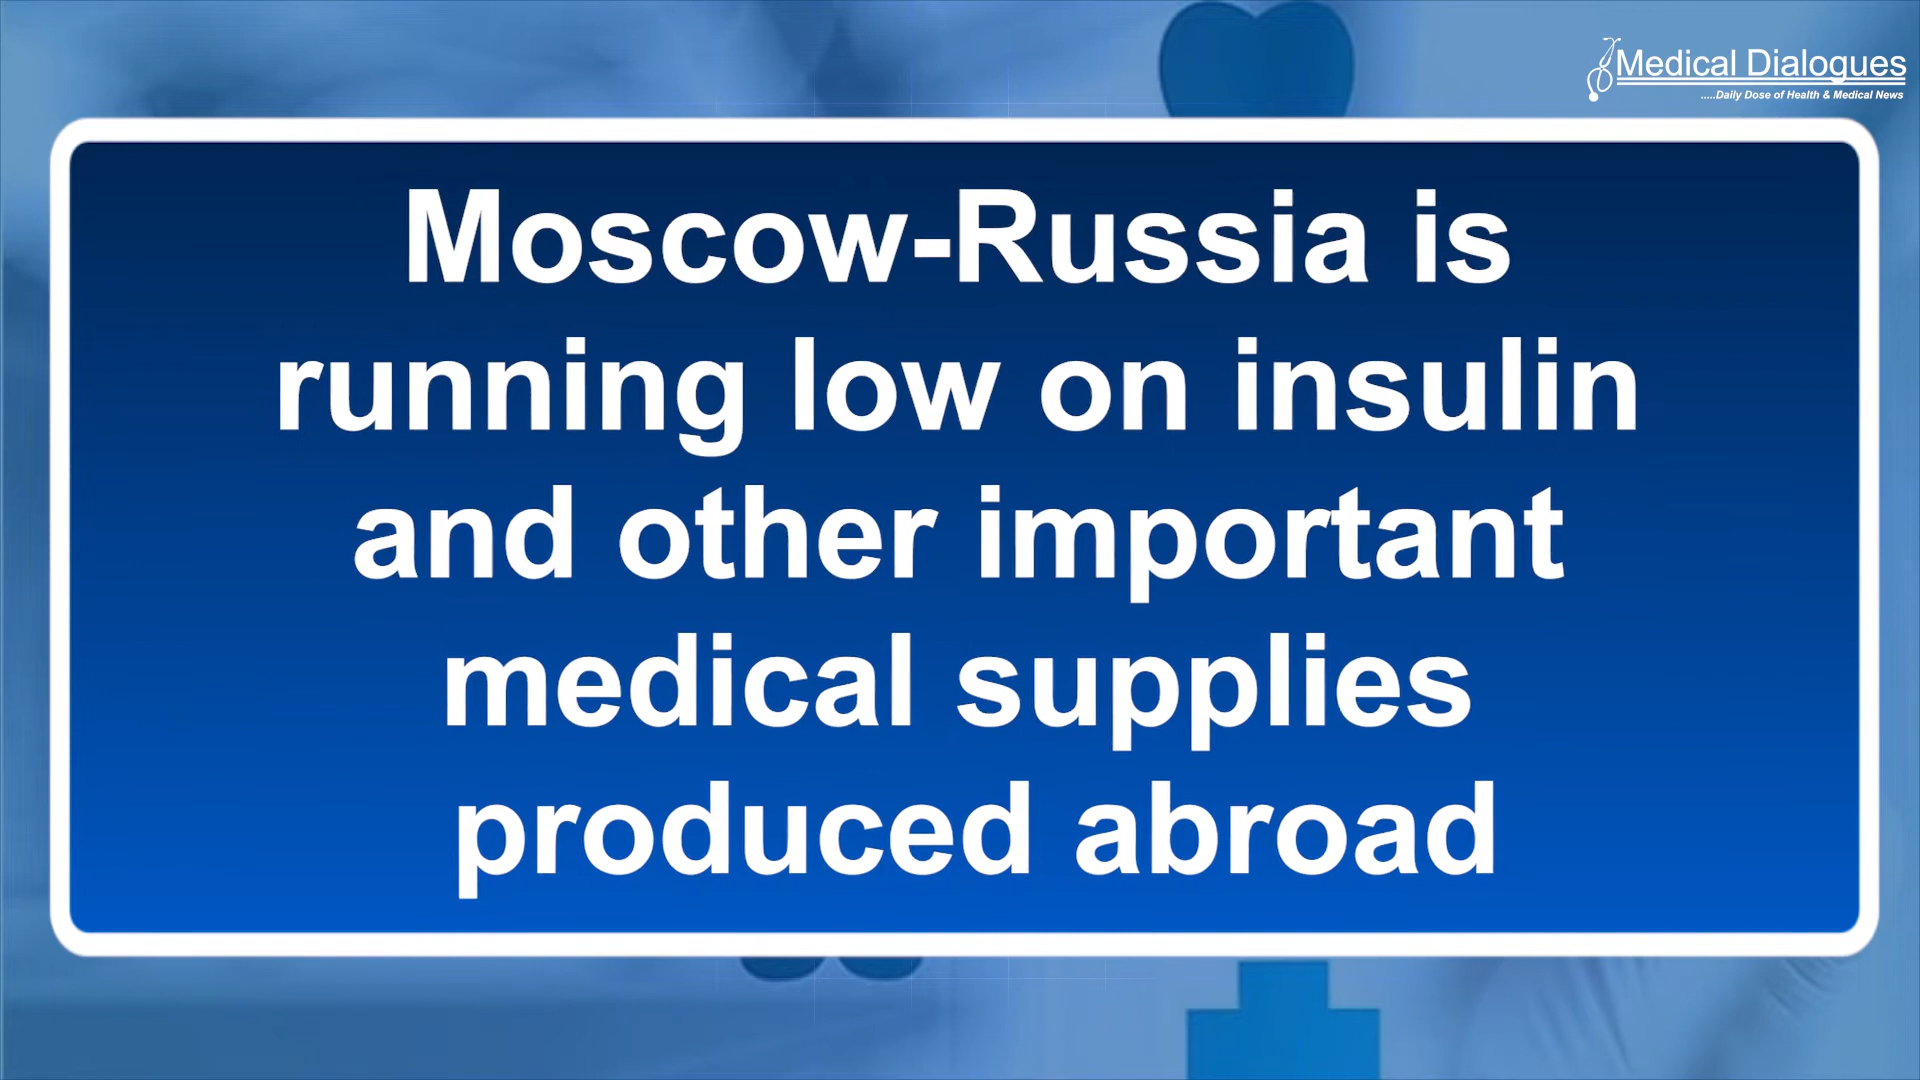 Medical Dialogues
.....Daily Dose of Health & Medical News
Moscow-Russia is
running low on insulin
and other important
medical supplies
produced abroad